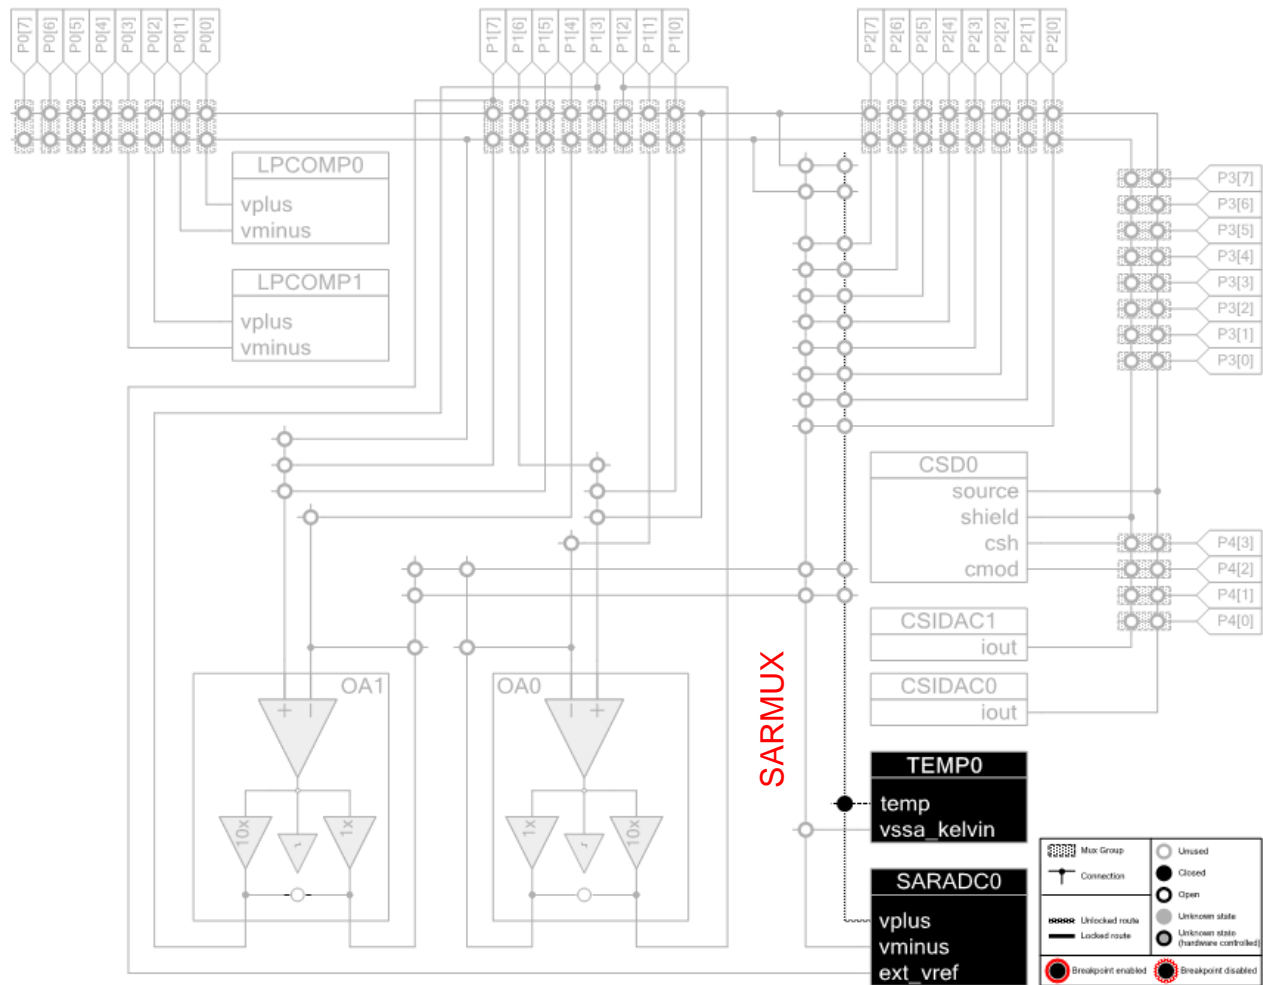 P0[7] P0[6] P0[5] P0[4] P0[3] P0[2] P0[1] P0[0] P1[7] P1[6] P1[5] P1[4] P1[3] P1[2] P1[1] P1[0] P2[7] P2[6] P2[5] P2[4] P2[3] P2[2] P2[1] P2[0]
LPCOMP0
vplus
vminus
LPCOMP1
vplus
vminus
P3[7]
P3[6]
P3[5]
P3[4]
P3[3]
P3[2]
P3[1]
P3[0]
CSD0
source
shield
csh
cmod
P4[3]
P4[2]
P4[1]
P4[0]
CSIDAC1
iout
CSIDAC0
iout
OA1
+ −
10x
1x
OA0
− +
1x
10x
SARMUX
TEMP0
temp
vssa_kelvin
SARADC0
vplus
vminus
ext_vref
Mux Group
Connection
Unlocked route
Locked route
Unused
Closed
Open
Unknown state
Unknown state
(hardware controlled)
Breakpoint enabled
Breakpoint disabled